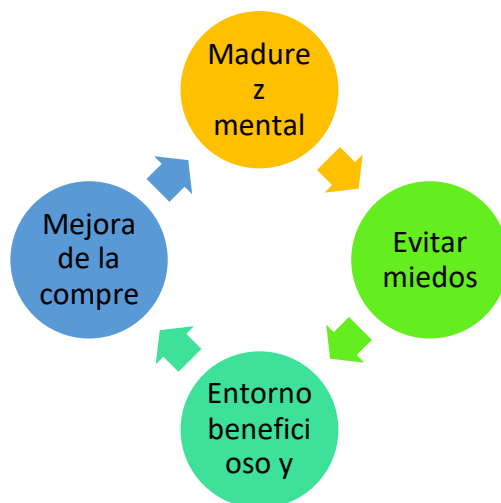 Madure
z
mental
Evitar
miedos
Entorno
benefici
oso y
Mejora
de la
compre